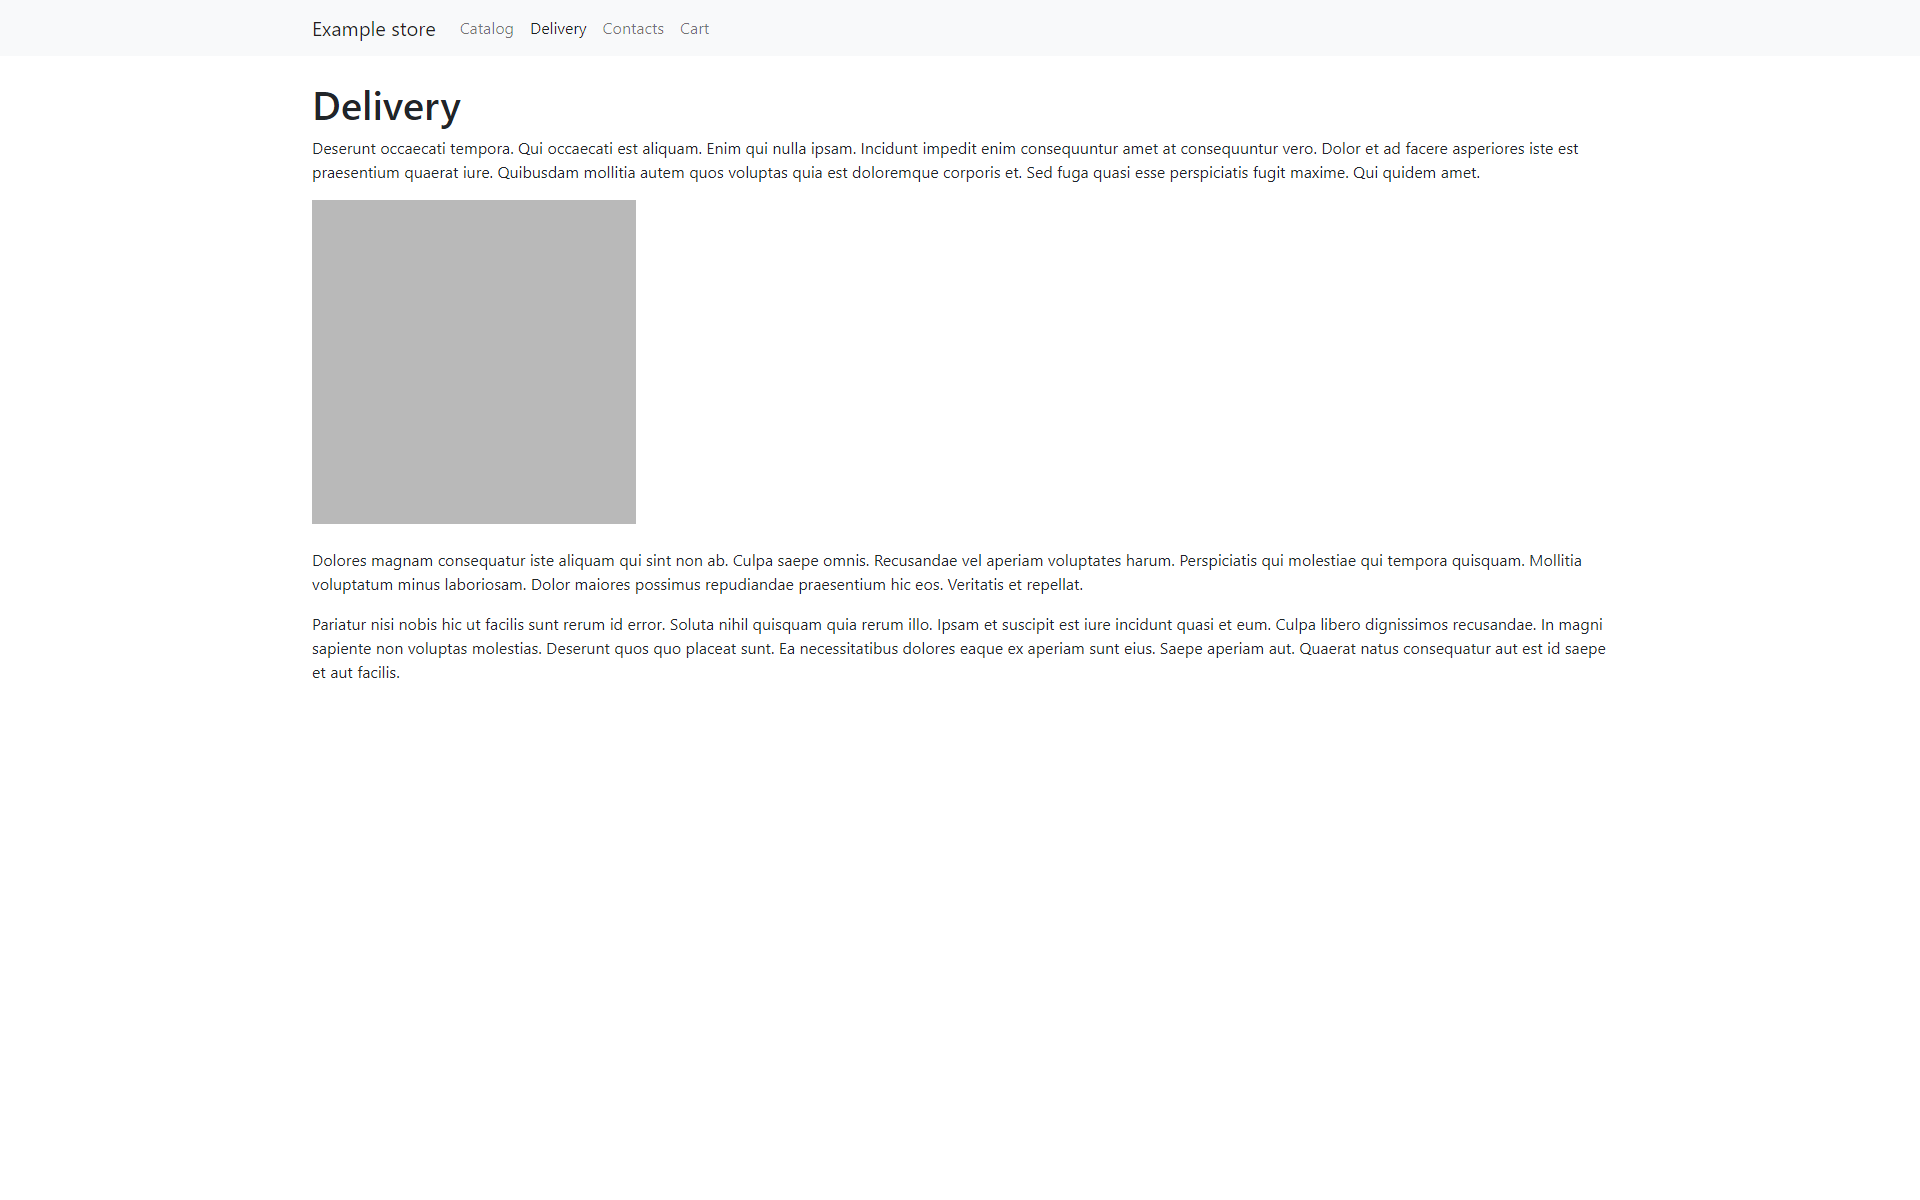 Example store Catalog Delivery Contacts Cart
Delivery
Deserunt occaecati tempora. Qui occaecati est aliquam. Enim qui nulla ipsam. Incidunt impedit enim consequuntur amet at consequuntur vero. Dolor et ad facere asperiores iste est
praesentium quaerat iure. Quibusdam mollitia autem quos voluptas quia est doloremque corporis et. Sed fuga quasi esse perspiciatis fugit maxime. Qui quidem amet.
Dolores magnam consequatur iste aliquam qui sint non ab. Culpa saepe omnis. Recusandae vel aperiam voluptates harum. Perspiciatis qui molestiae qui tempora quisquam. Mollitia
voluptatum minus laboriosam. Dolor maiores possimus repudiandae praesentium hic eos. Veritatis et repellat.
Pariatur nisi nobis hic ut facilis sunt rerum id error. Soluta nihil quisquam quia rerum illo. Ipsam et suscipit est iure incidunt quasi et eum. Culpa libero dignissimos recusandae. In magni
sapiente non voluptas molestias. Deserunt quos quo placeat sunt. Ea necessitatibus dolores eaque ex aperiam sunt eius. Saepe aperiam aut. Quaerat natus consequatur aut est id saepe
et aut facilis.